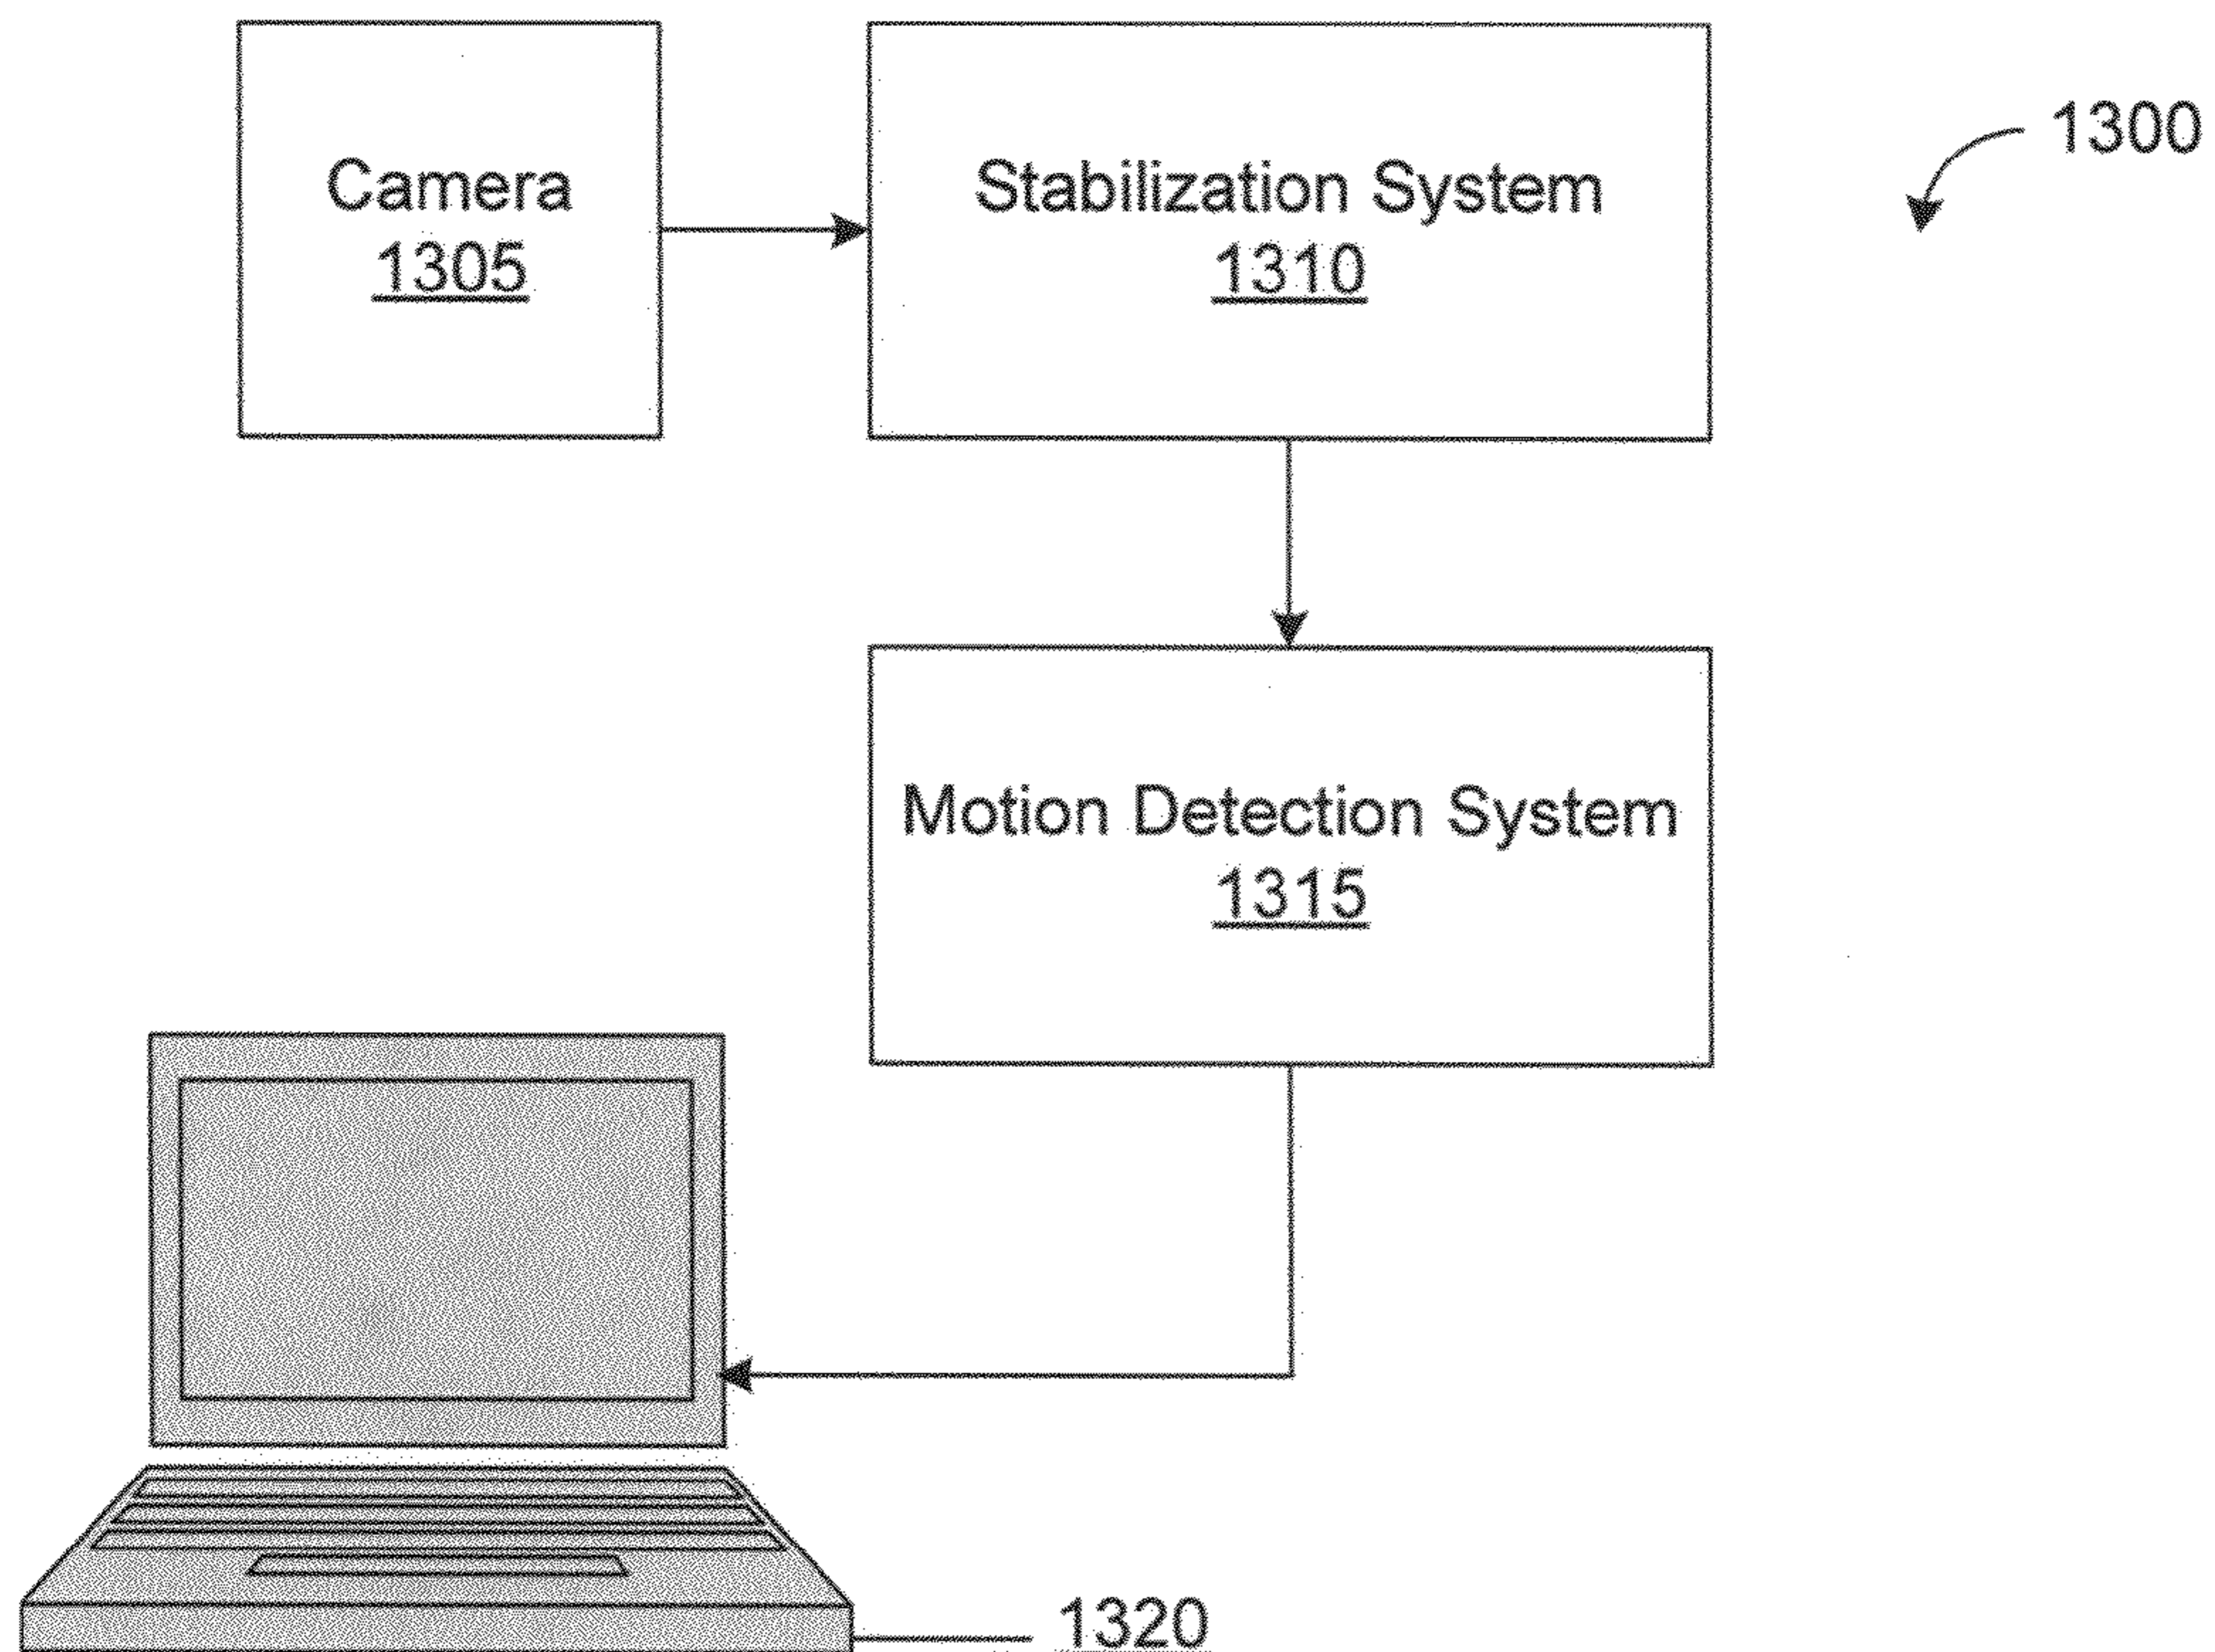 Camera
1305
Stabilization System
1310
1300
Motion Detection System
1315
1320